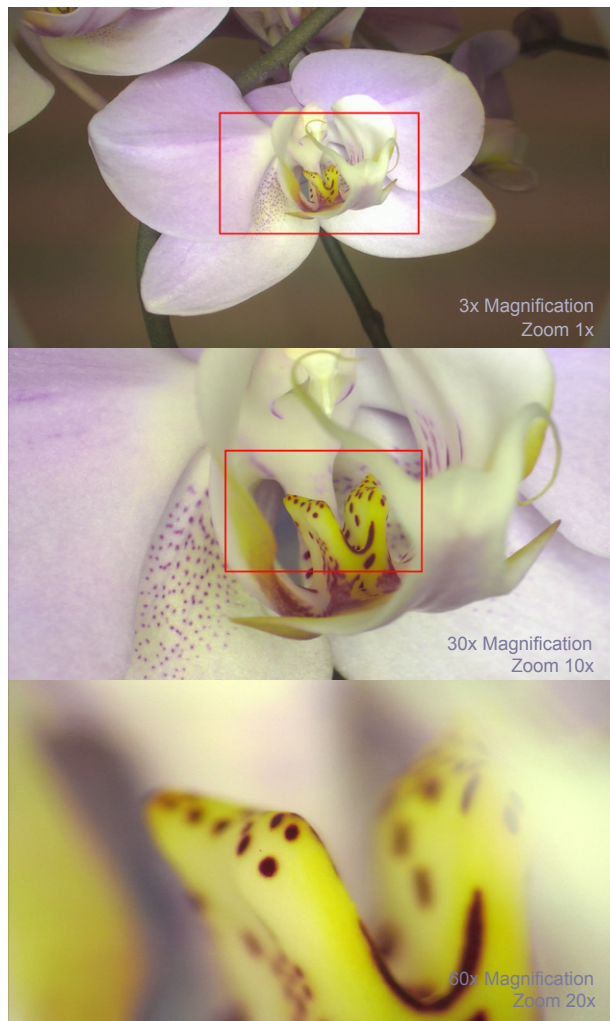 3x Magnification
Zoom 1x
30x Magnification
Zoom 10x
60x Magnification
Zoom 20x